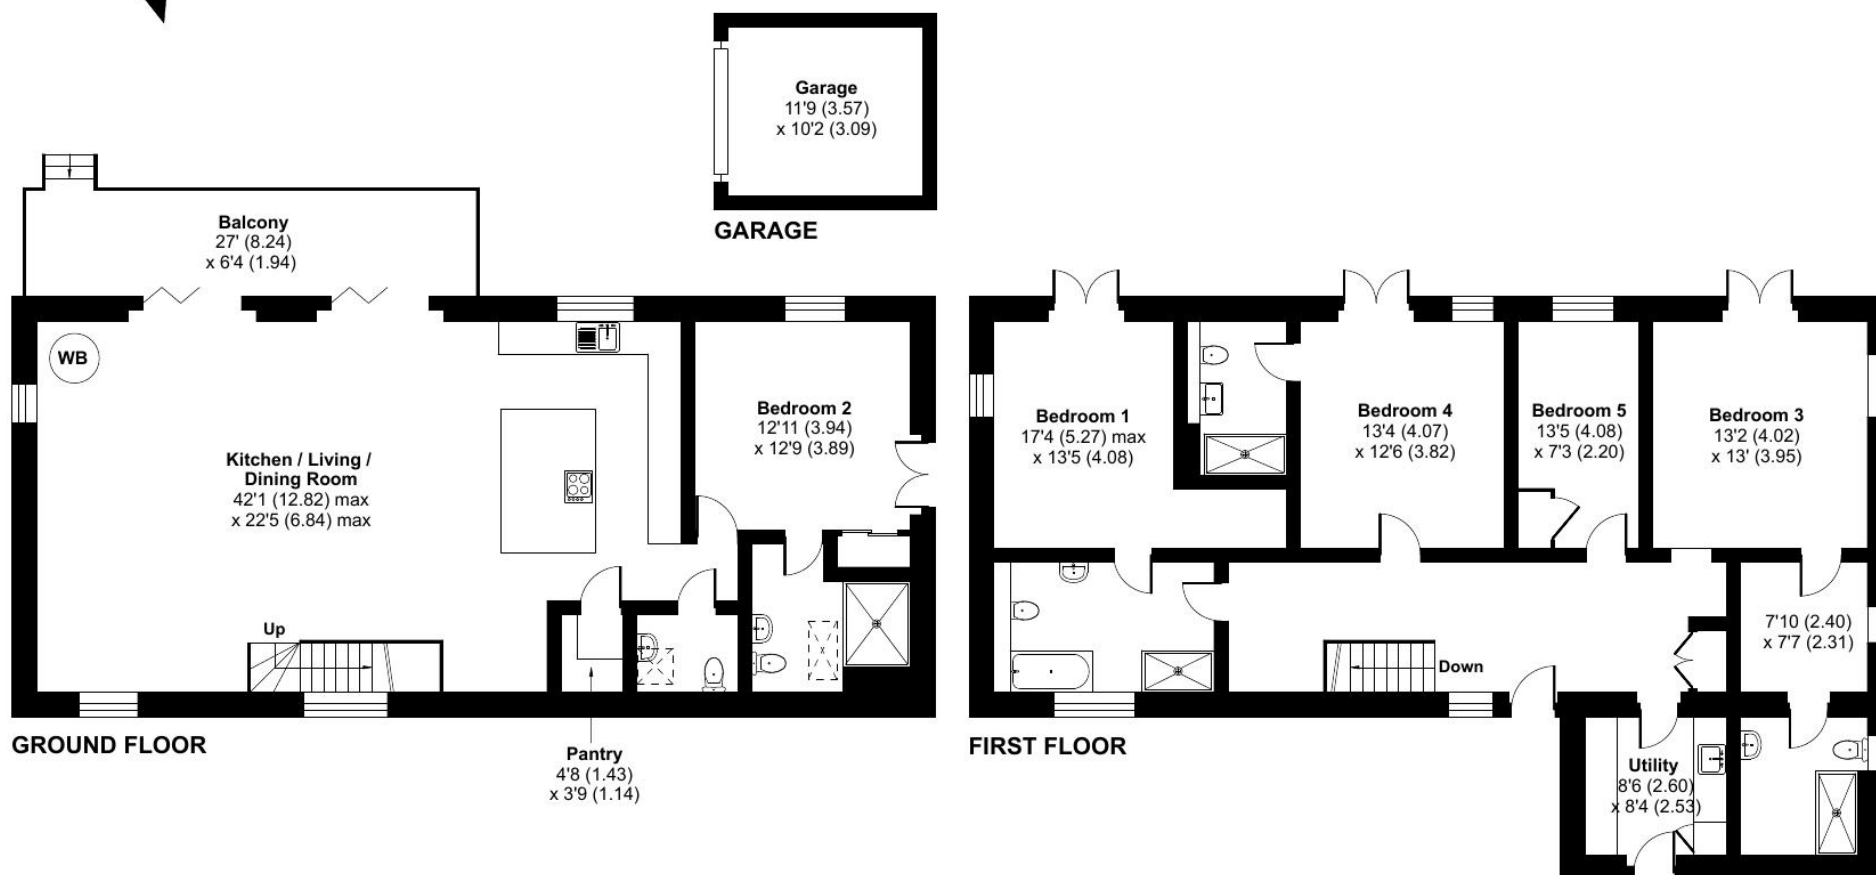 Garage
11'9 (3.57)
x 10'2 (3.09)
GARAGE
Balcony
27' (8.24)
x 6'4 (1.94)
WB
Kitchen / Living /
Dining Room
42'1 (12.82) max
x 22'5 (6.84) max
Bedroom 2
12'11 (3.94)
x 12'9 (3.89)
Up
GROUND FLOOR
Pantry
4'8 (1.43)
x 3'9 (1.14)
Bedroom 1
17'4 (5.27) max
x 13'5 (4.08)
Bedroom 4
13'4 (4.07)
x 12'6 (3.82)
Bedroom 5
13'5 (4.08)
x 7'3 (2.20)
Bedroom 3
13'2 (4.02)
x 13' (3.95)
7'10 (2.40)
x 7'7 (2.31)
Down
FIRST FLOOR
Utility
8'6 (2.60)
x 8'4 (2.53)